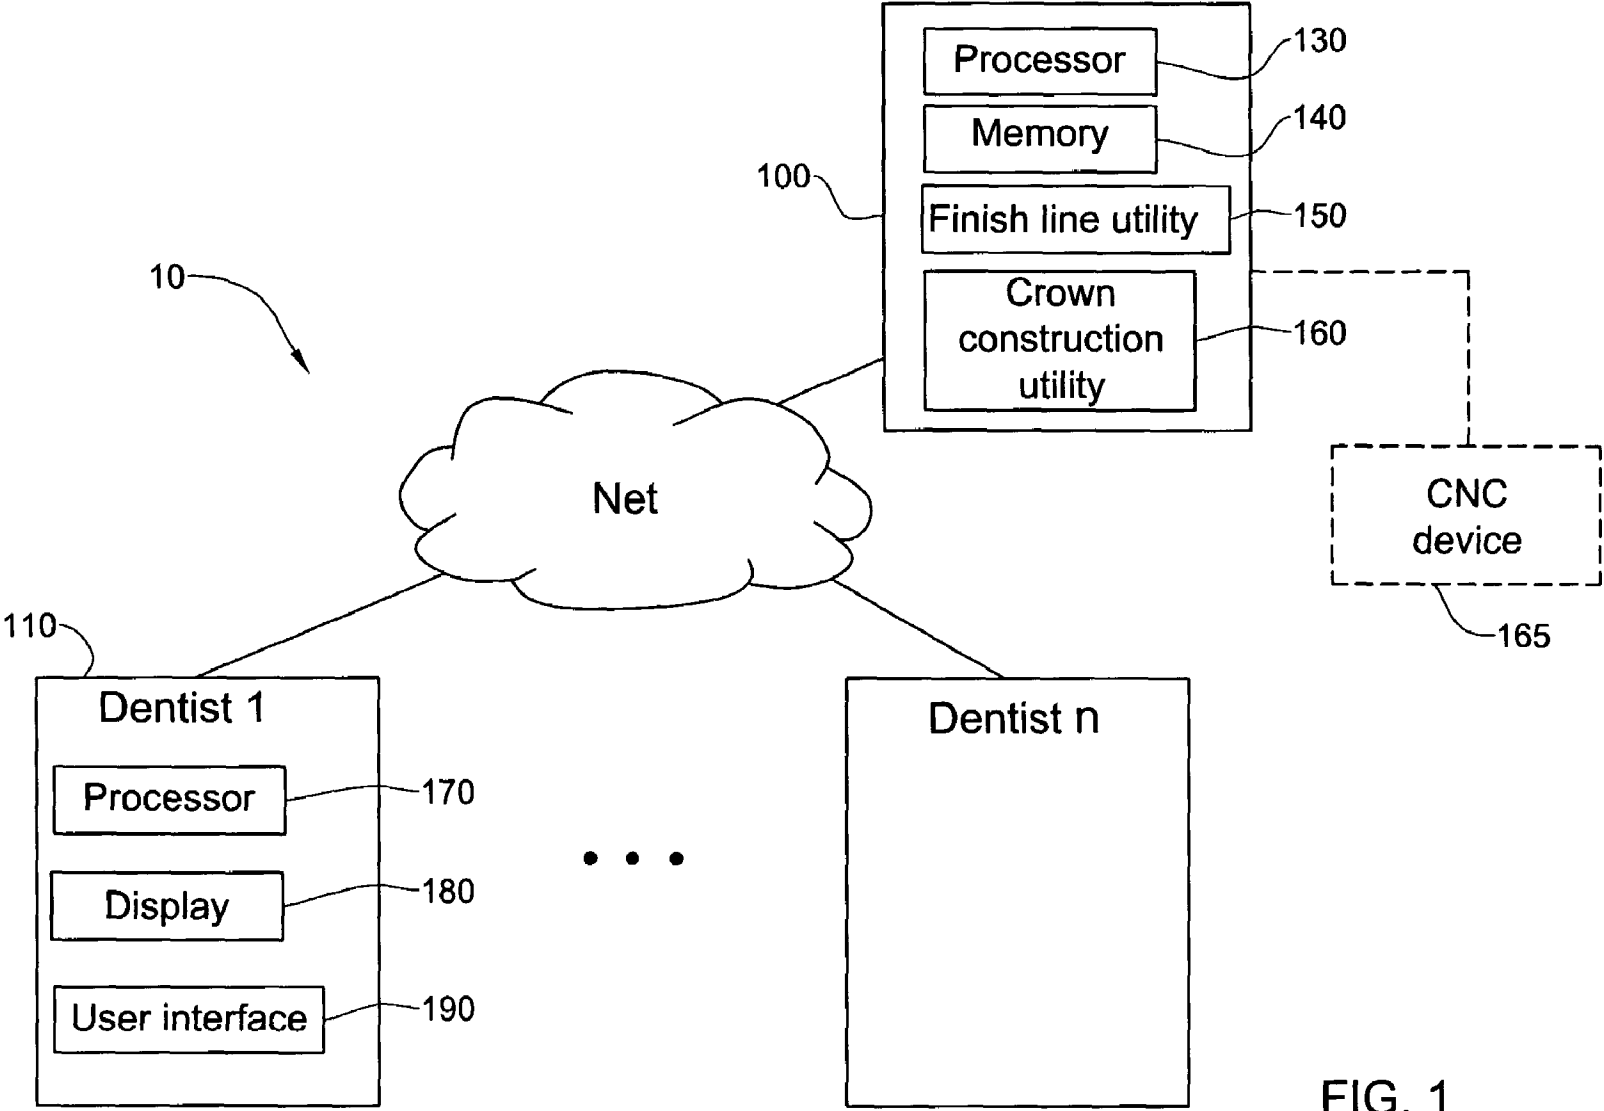 Processor
130
Memory
140
100
Finish line utility
150
10
Crown
construction
utility
160
Net
CNC
device
165
110
Dentist 1
Dentist n
Processor
170
Display
180
User interface
190
FIG. 1